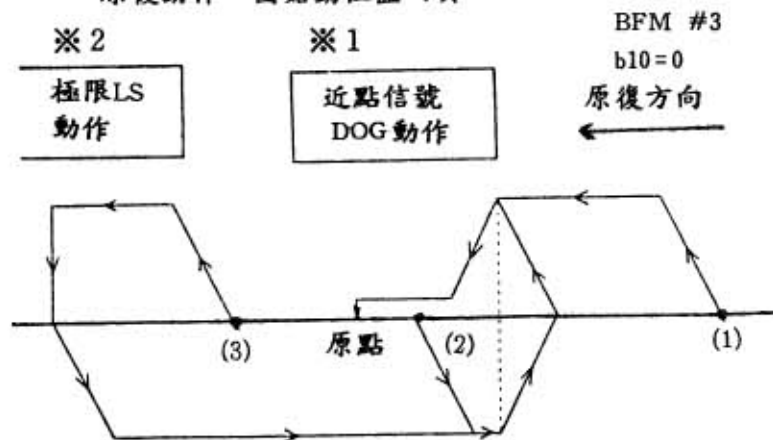 ※2
※1
BFM #3
b10=0
極限LS
動作
近點信號
DOG動作
原復方向
(3)
原點
(2)
(1)